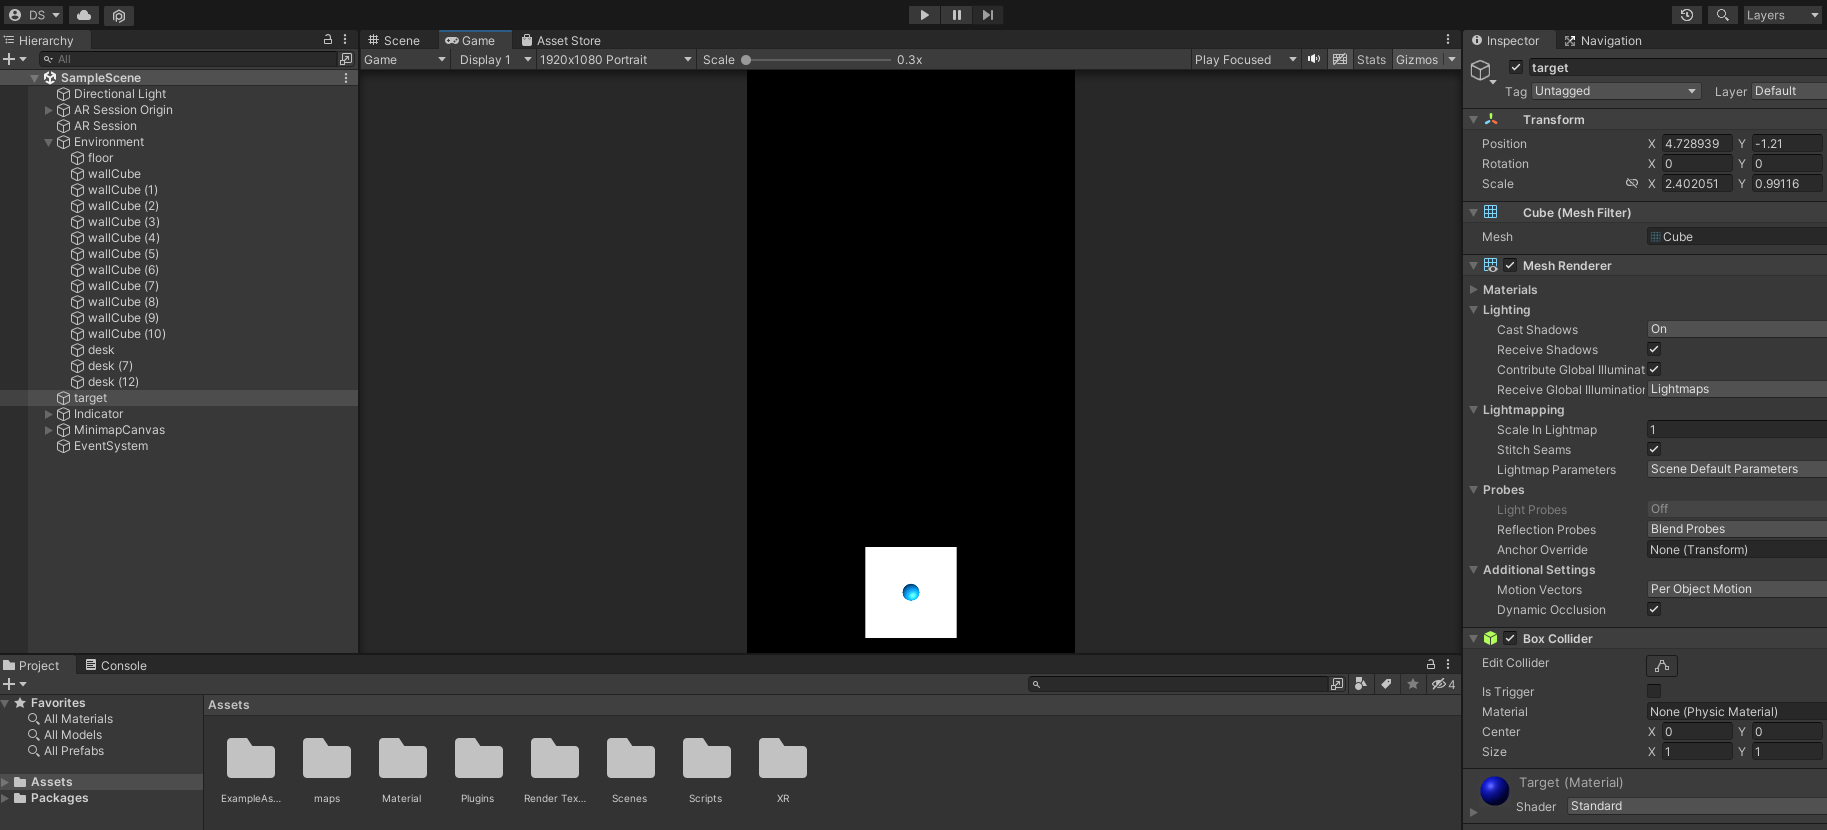 DS
Layers
Hierarchy
All
SampleScene
Directional Light
AR Session Origin
AR Session
Environment
floor
wallCube
wallCube (1)
wallCube (2)
wallCube (3)
wallCube (4)
wallCube (5)
wallCube (6)
wallCube (7)
wallCube (8)
wallCube (9)
wallCube (10)
desk
desk (7)
desk (12)
target
Indicator
MinimapCanvas
EventSystem
Scene
Game
Asset Store
Game
Display 1
1920x1080 Portrait
Scale
0.3x
Play Focused
Stats
Gizmos
Inspector
Navigation
target
Tag
Untagged
Layer
Default
Transform
Position X 4.728939 Y -1.21
Rotation X 0 Y 0
Scale X 2.402051 Y 0.99116
Cube (Mesh Filter)
Mesh Cube
Mesh Renderer
Materials
Lighting
Cast Shadows On
Receive Shadows
Contribute Global Illuminat
Receive Global Illumination Lightmaps
Lightmapping
Scale In Lightmap 1
Stitch Seams
Lightmap Parameters Scene Default Parameters
Probes
Light Probes Off
Reflection Probes Blend Probes
Anchor Override None (Transform)
Additional Settings
Motion Vectors Per Object Motion
Dynamic Occlusion
Box Collider
Edit Collider
Is Trigger
Material None (Physic Material)
Center X 0 Y 0
Size X 1 Y 1
Target (Material)
Shader Standard
Project
Console
4
Favorites
All Materials
All Models
All Prefabs
Assets
Packages
Assets
ExampleAs...
maps
Material
Plugins
Render Tex...
Scenes
Scripts
XR